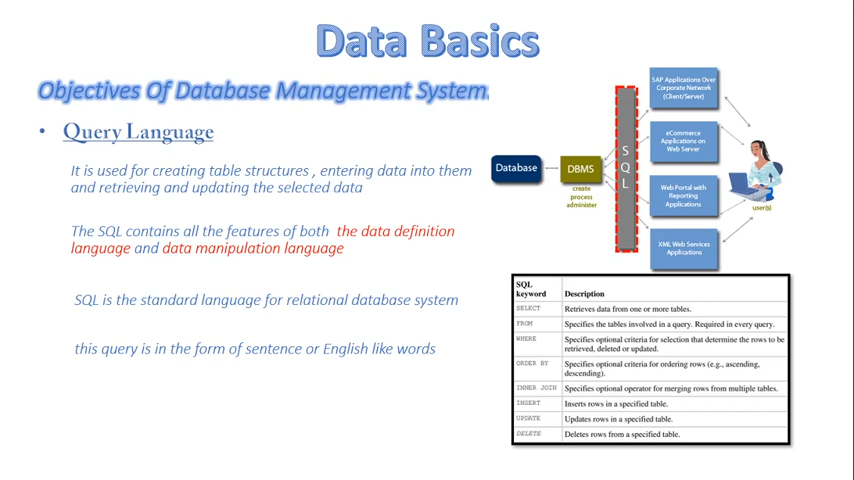 Data Basics
Objectives Of Database Management System.
• Query Language
It is used for creating table structures , entering data into them
and retrieving and updating the selected data
The SQL contains all the features of both the data definition
language and data manipulation language
SQL is the standard language for relational database system
this query is in the form of sentence or English like words
Database
DBMS
create
process
administer
SQL
SAP Applications Over
Corporate Network
(Client/Server)
eCommerce
Applications on
Web Server
Web Portal with
Reporting
Applications
XML Web Services
Applications
user(s)
SQL
keyword Description
SELECT Retrieves data from one or more tables.
FROM Specifies the tables involved in a query. Required in every query.
WHERE Specifies optional criteria for selection that determine the rows to be
retrieved, deleted or updated.
ORDER BY Specifies optional criteria for ordering rows (e.g., ascending,
descending).
INNER JOIN Specifies optional operator for merging rows from multiple tables.
INSERT Inserts rows in a specified table.
UPDATE Updates rows in a specified table.
DELETE Deletes rows from a specified table.